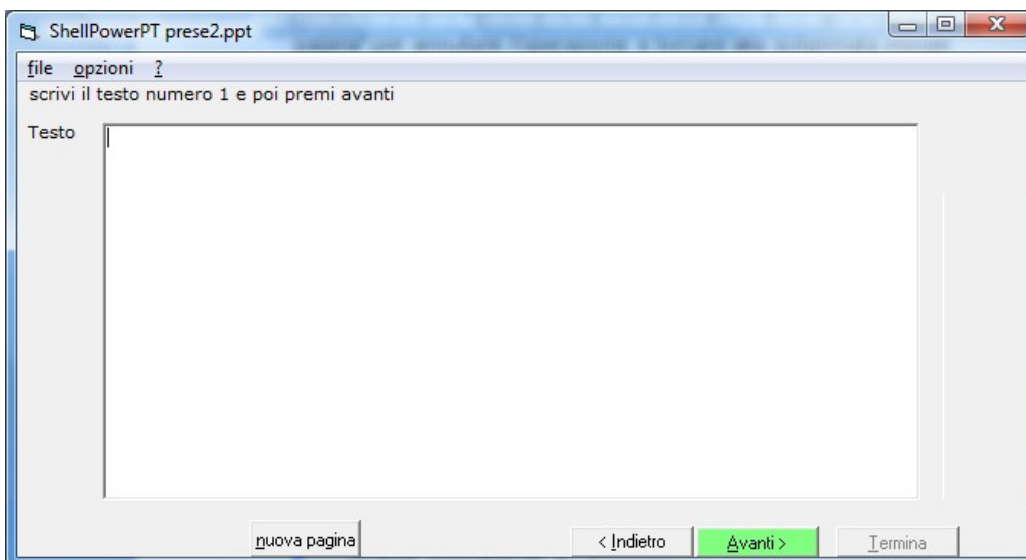 ShellPowerPT prese2.ppt
file opzioni ?
scrivi il testo numero 1 e poi premi avanti
Testo
nuova pagina < Indietro Avanti > Termina